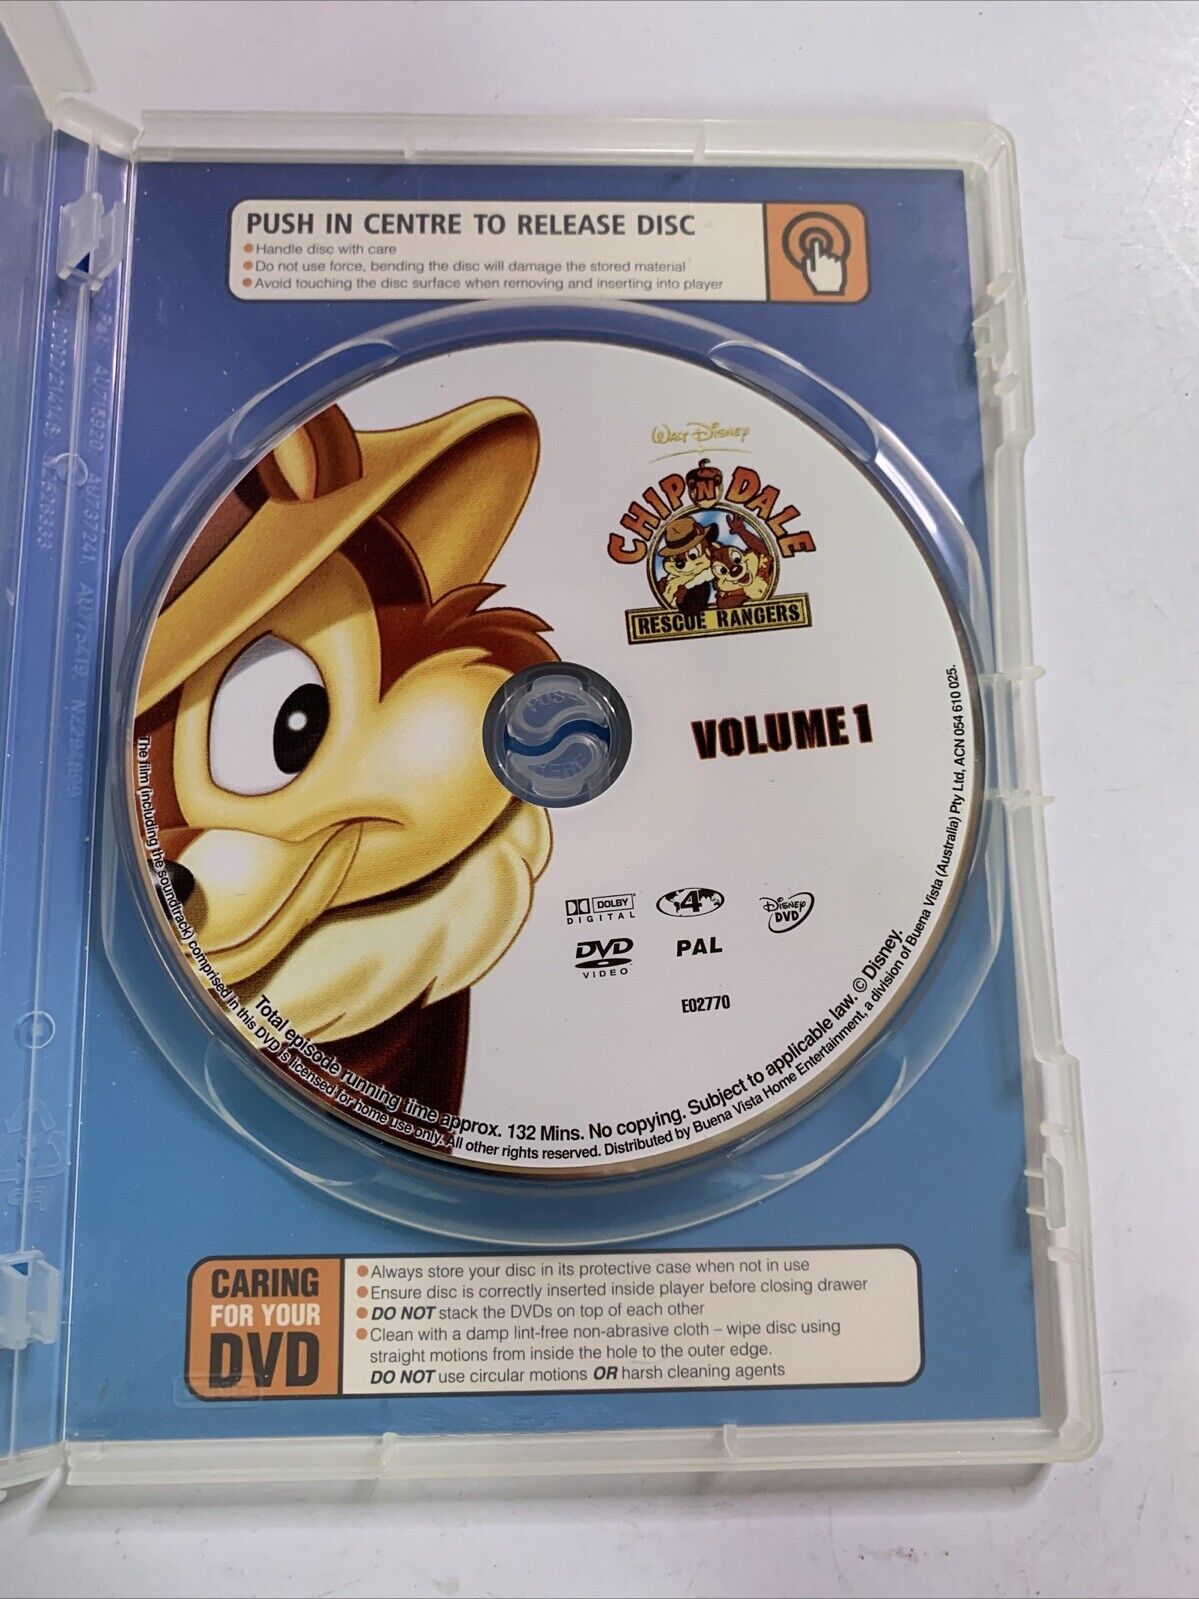 PUSH IN CENTRE TO RELEASE DISC
Handle disc with care
Do not use force, bending the disc will damage the stored material
Avoid touching the disc surface when removing and inserting into player
WALT DISNEY
CHIP 'N DALE
RESCUE RANGERS
VOLUME 1
PUSH
DOLBY
DIGITAL
4
DISNEY
DVD
DVD
VIDEO
PAL
E02770
Total episode running time approx. 132 Mins. No copying. Subject to applicable law. © Disney.
The film (including the soundtrack) comprised in this DVD is licensed for home use only. All other rights reserved. Distributed by Buena Vista Home Entertainment, a division of Buena Vista (Australia) Pty Ltd, ACN 054 610 025.
CARING
FOR YOUR
DVD
Always store your disc in its protective case when not in use
Ensure disc is correctly inserted inside player before closing drawer
DO NOT stack the DVDs on top of each other
Clean with a damp lint-free non-abrasive cloth – wipe disc using
straight motions from inside the hole to the outer edge.
DO NOT use circular motions OR harsh cleaning agents